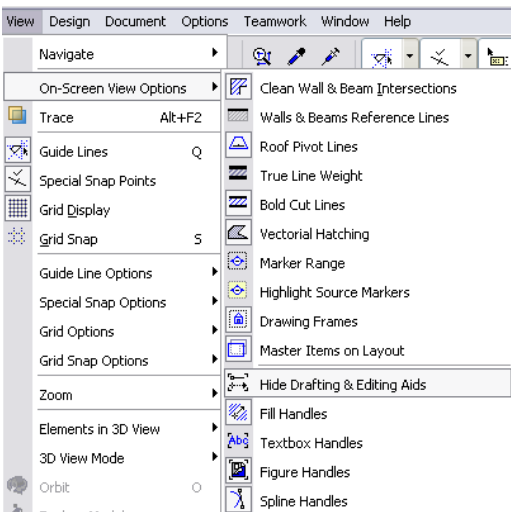 View Design Document Options Teamwork Window Help
Navigate
On-Screen View Options
Trace Alt+F2
Guide Lines Q
Special Snap Points
Grid Display
Grid Snap S
Guide Line Options
Special Snap Options
Grid Options
Grid Snap Options
Zoom
Elements in 3D View
3D View Mode
Orbit O
Clean Wall & Beam Intersections
Walls & Beams Reference Lines
Roof Pivot Lines
True Line Weight
Bold Cut Lines
Vectorial Hatching
Marker Range
Highlight Source Markers
Drawing Frames
Master Items on Layout
Hide Drafting & Editing Aids
Fill Handles
Abc Textbox Handles
Figure Handles
Spline Handles